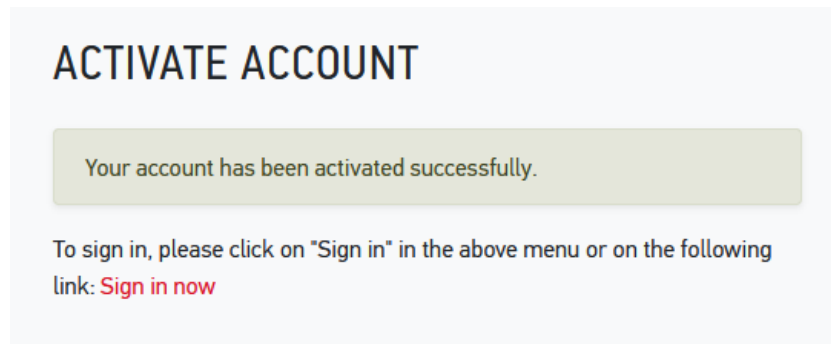 ACTIVATE ACCOUNT
Your account has been activated successfully.
To sign in, please click on "Sign in" in the above menu or on the following
link: Sign in now